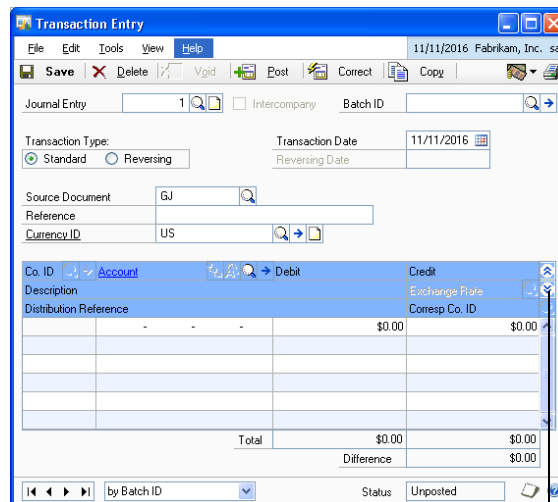 Transaction Entry
File Edit Tools View Help 11/11/2016 Fabrikam, Inc. sa
Save Delete Void Post Correct Copy
Journal Entry 1 Intercompany Batch ID
Transaction Type: Transaction Date 11/11/2016
Standard Reversing Reversing Date
Source Document GJ
Reference
Currency ID US
Co. ID Account Debit Credit
Description Exchange Rate
Distribution Reference Corresp Co. ID
- - - $0.00 $0.00
Total $0.00 $0.00
Difference $0.00
by Batch ID Status Unposted